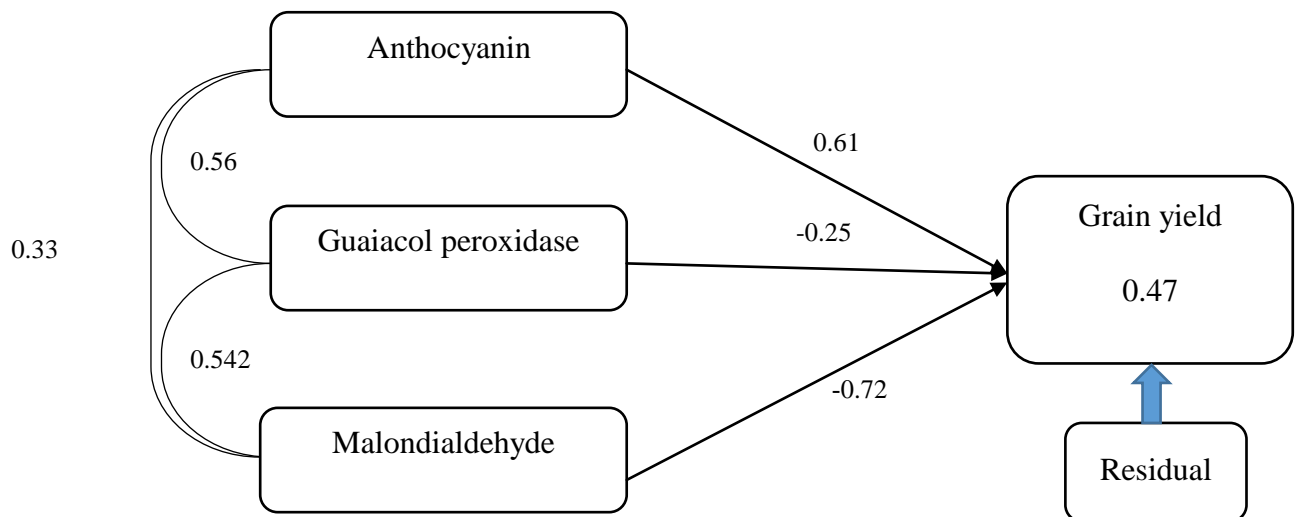 Anthocyanin
0.61
0.56
Grain yield
Guaiacol peroxidase
-0.25
0.33
0.47
0.542
-0.72
Malondialdehyde
Residual